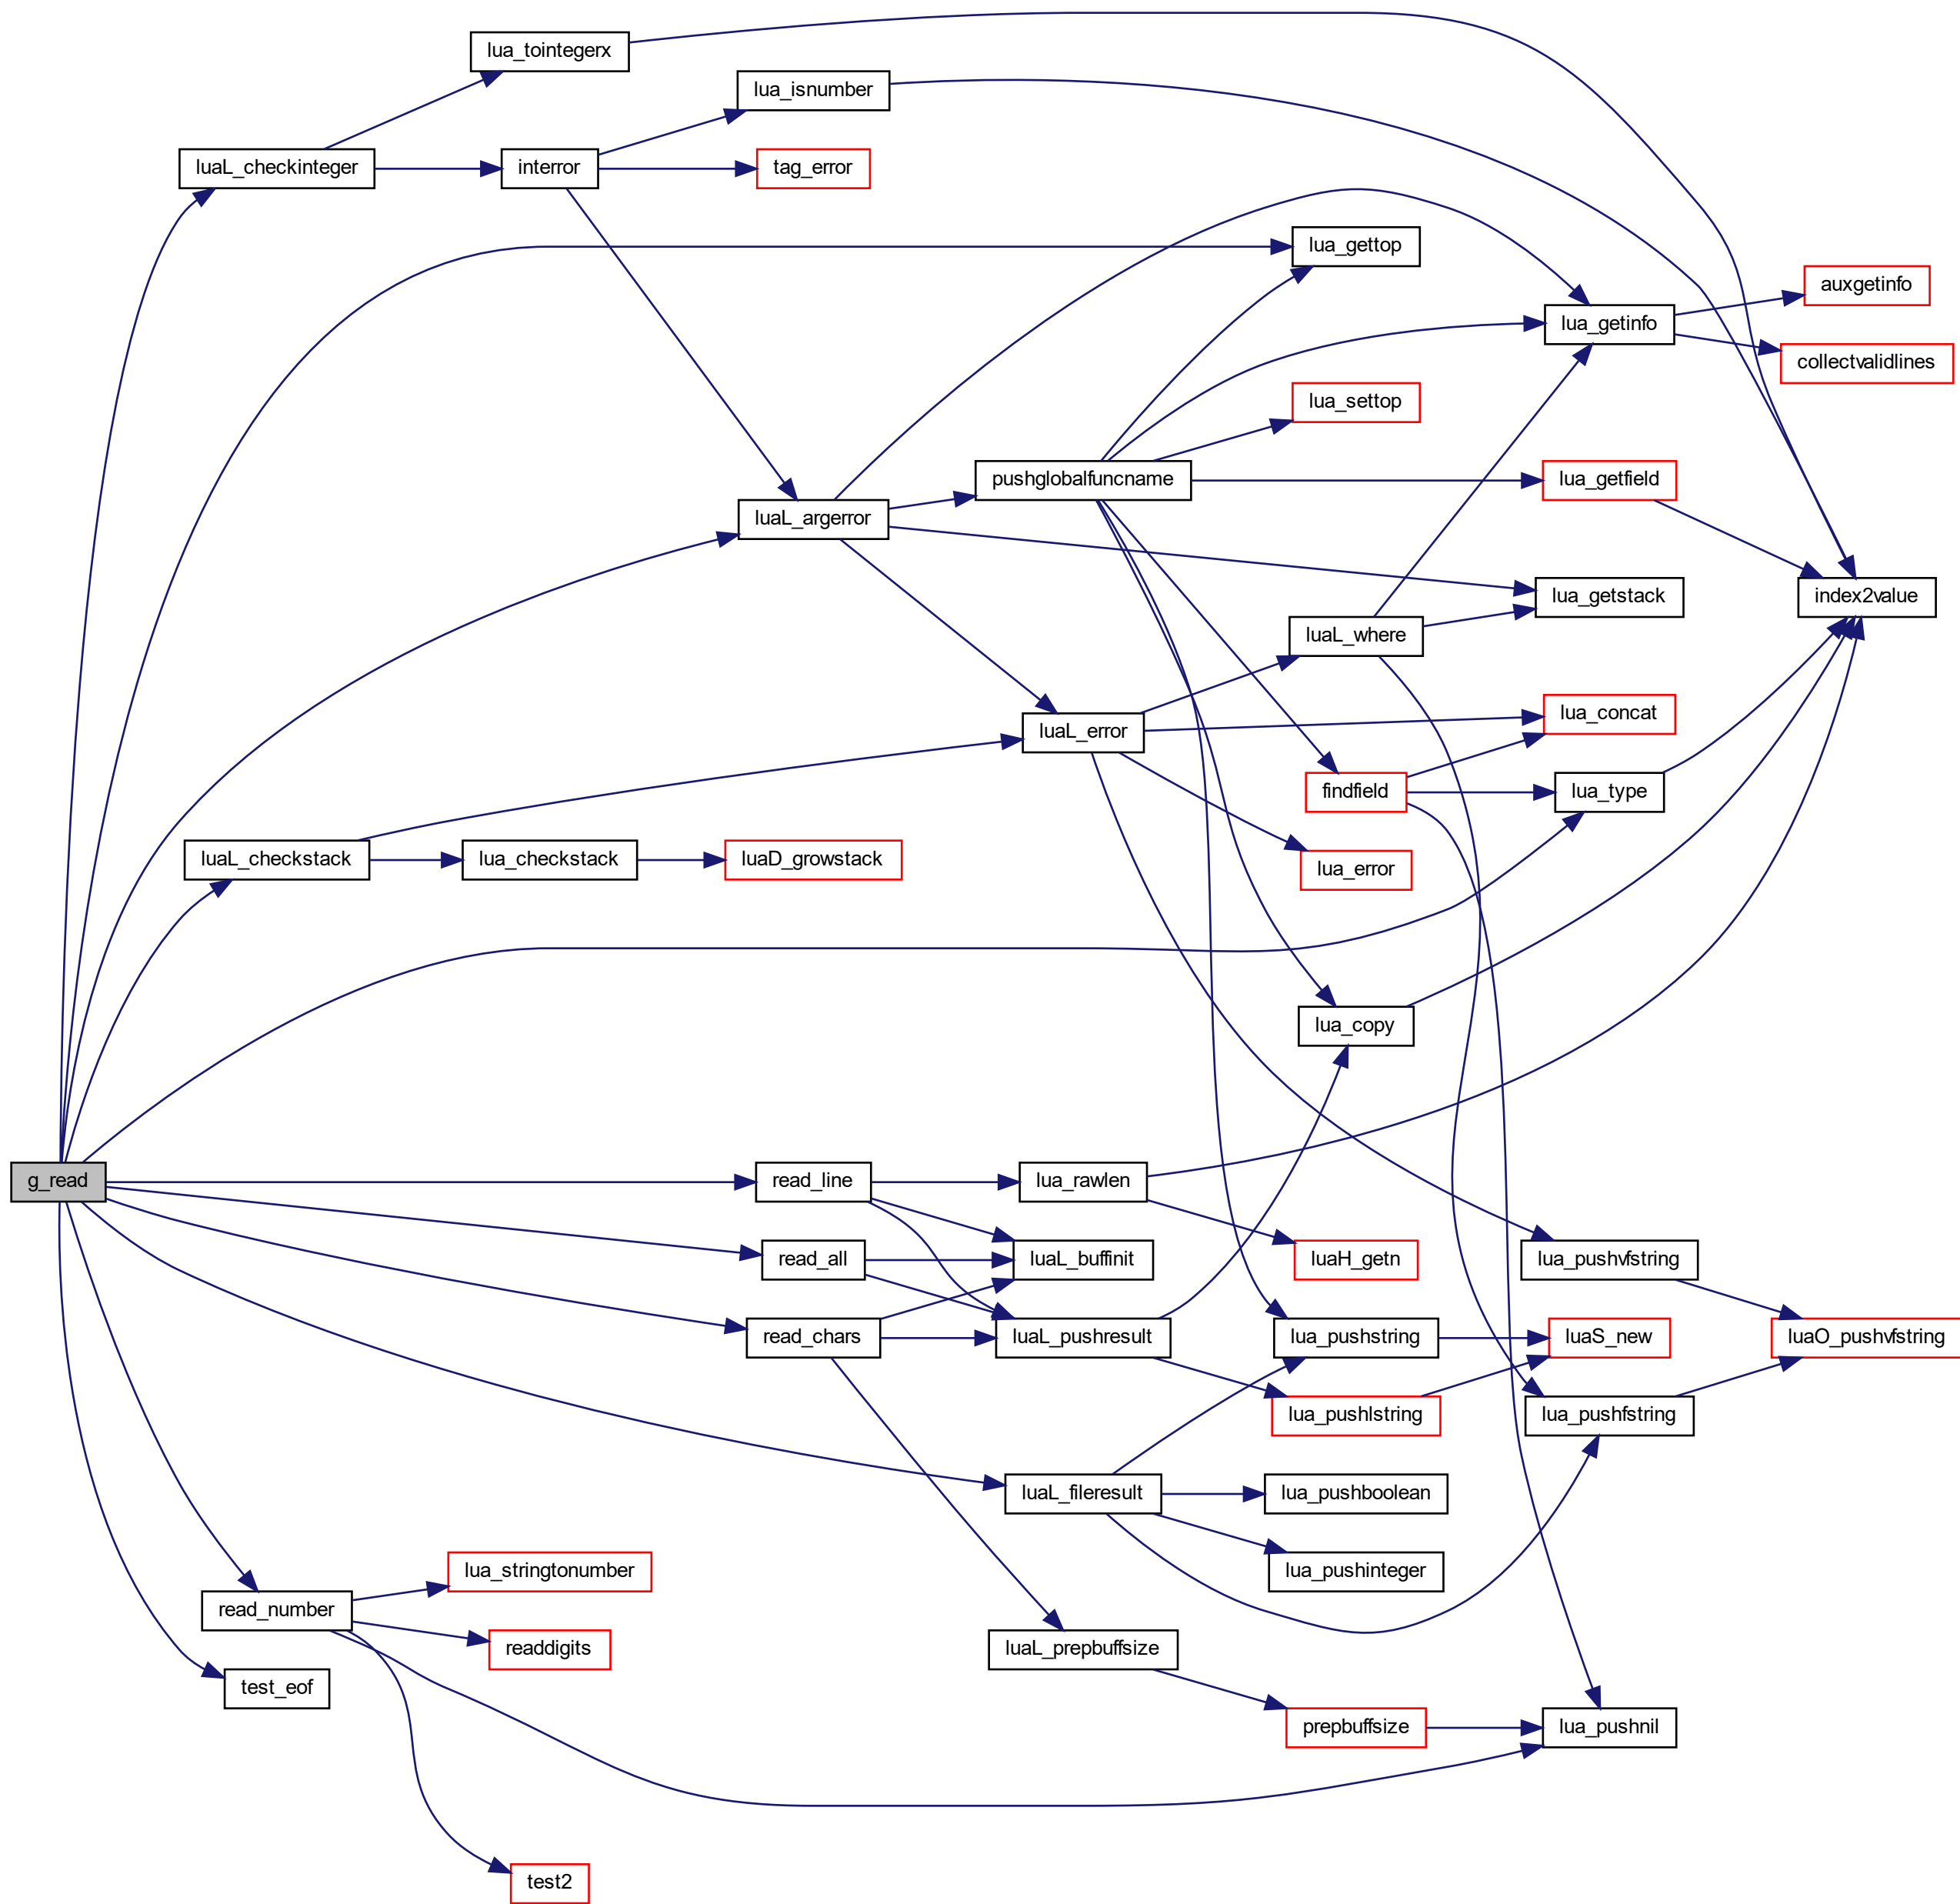 lua_tointegerx
lua_isnumber
luaL_checkinteger
interror
tag_error
lua_gettop
auxgetinfo
lua_getinfo
collectvalidlines
lua_settop
pushglobalfuncname
lua_getfield
luaL_argerror
lua_getstack
index2value
luaL_where
lua_concat
luaL_error
findfield
lua_type
luaL_checkstack
lua_checkstack
luaD_growstack
lua_error
lua_copy
g_read
read_line
lua_rawlen
read_all
luaL_buffinit
luaH_getn
lua_pushvfstring
read_chars
luaL_pushresult
lua_pushstring
luaS_new
luaO_pushvfstring
lua_pushlstring
lua_pushfstring
luaL_fileresult
lua_pushboolean
lua_stringtonumber
lua_pushinteger
read_number
readdigits
luaL_prepbuffsize
test_eof
prepbuffsize
lua_pushnil
test2